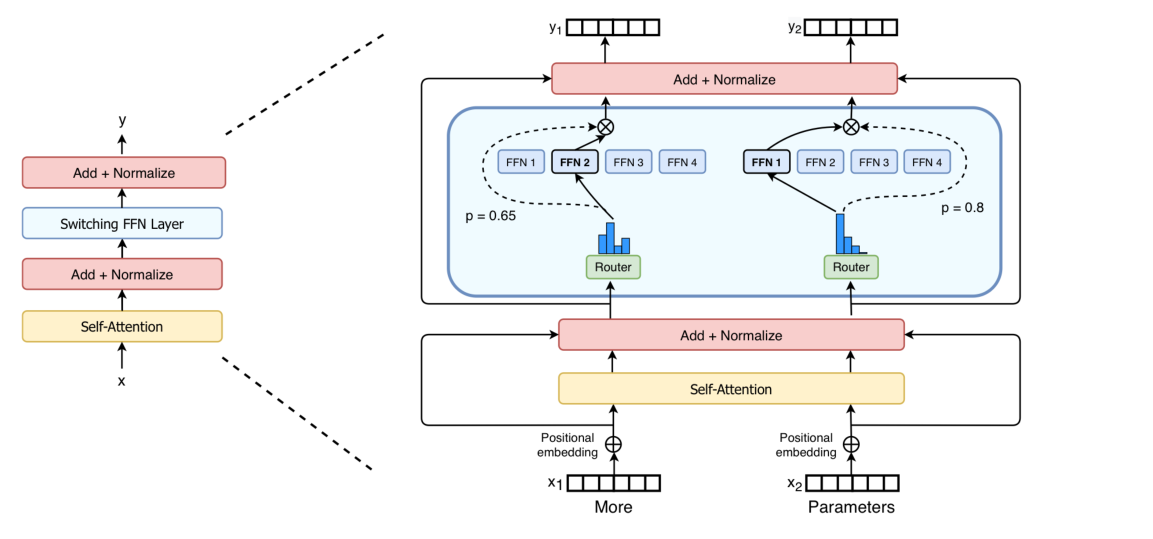 y
Add + Normalize
Switching FFN Layer
Add + Normalize
Self-Attention
x
y1
y2
Add + Normalize
FFN 1
FFN 2
FFN 3
FFN 4
FFN 1
FFN 2
FFN 3
FFN 4
p = 0.65
p = 0.8
Router
Router
Add + Normalize
Self-Attention
Positional
embedding
Positional
embedding
x1
x2
More
Parameters